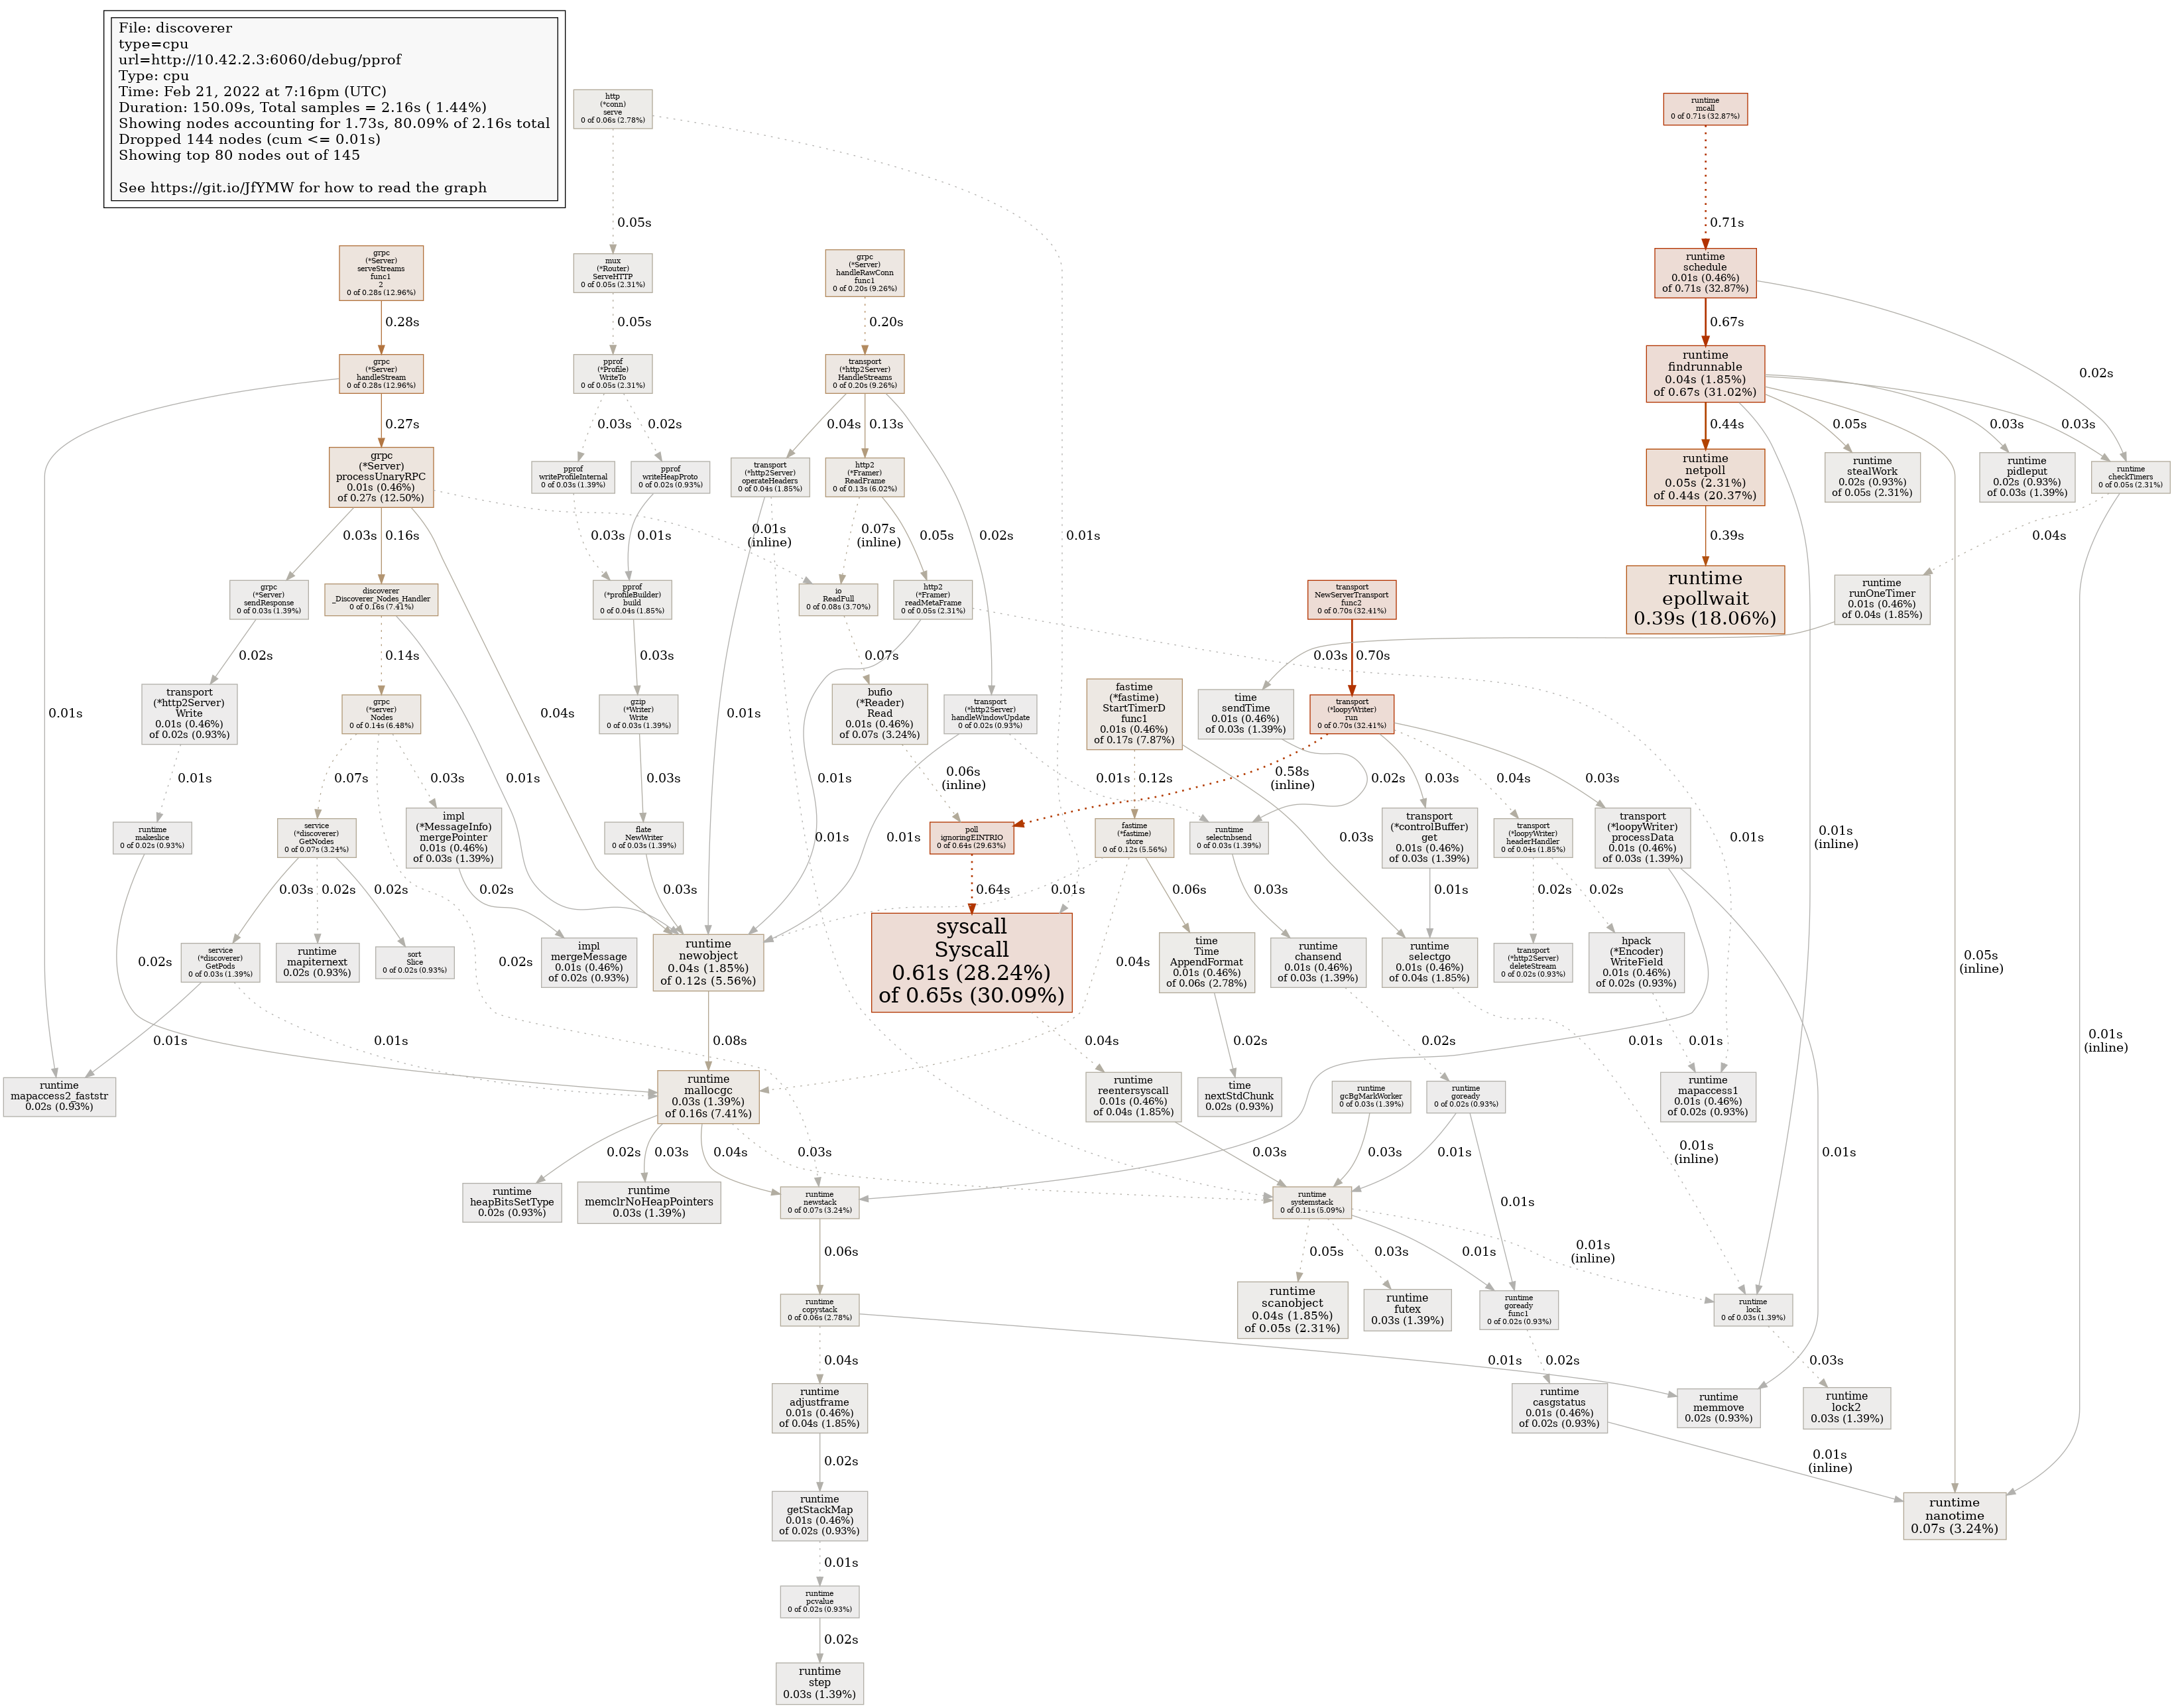 File: discoverer
type=cpu
url=http://10.42.2.3:6060/debug/pprof
Type: cpu
Time: Feb 21, 2022 at 7:16pm (UTC)
Duration: 150.09s, Total samples = 2.16s ( 1.44%)
Showing nodes accounting for 1.73s, 80.09% of 2.16s total
Dropped 144 nodes (cum <= 0.01s)
Showing top 80 nodes out of 145
See https://git.io/JfYMW for how to read the graph
http
(*conn)
serve
0 of 0.06s (2.78%)
runtime
mcall
0 of 0.71s (32.87%)
0.05s
0.71s
grpc
(*Server)
serveStreams
func1
2
0 of 0.28s (12.96%)
mux
(*Router)
ServeHTTP
0 of 0.05s (2.31%)
grpc
(*Server)
handleRawConn
func1
0 of 0.20s (9.26%)
runtime
schedule
0.01s (0.46%)
of 0.71s (32.87%)
0.28s
0.05s
0.20s
0.67s
0.02s
grpc
(*Server)
handleStream
0 of 0.28s (12.96%)
pprof
(*Profile)
WriteTo
0 of 0.05s (2.31%)
transport
(*http2Server)
HandleStreams
0 of 0.20s (9.26%)
runtime
findrunnable
0.04s (1.85%)
of 0.67s (31.02%)
0.27s
0.03s
0.02s
0.04s
0.13s
0.44s
0.05s
0.03s
0.03s
grpc
(*Server)
processUnaryRPC
0.01s (0.46%)
of 0.27s (12.50%)
pprof
writeProfileInternal
0 of 0.03s (1.39%)
pprof
writeHeapProto
0 of 0.02s (0.93%)
transport
(*http2Server)
operateHeaders
0 of 0.04s (1.85%)
http2
(*Framer)
ReadFrame
0 of 0.13s (6.02%)
runtime
netpoll
0.05s (2.31%)
of 0.44s (20.37%)
runtime
stealWork
0.02s (0.93%)
of 0.05s (2.31%)
runtime
pidleput
0.02s (0.93%)
of 0.03s (1.39%)
runtime
checkTimers
0 of 0.05s (2.31%)
0.03s
0.16s
0.03s
0.01s
0.01s
(inline)
0.07s
(inline)
0.05s
0.02s
0.01s
0.39s
0.04s
grpc
(*Server)
sendResponse
0 of 0.03s (1.39%)
discoverer
_Discoverer_Nodes_Handler
0 of 0.16s (7.41%)
pprof
(*profileBuilder)
build
0 of 0.04s (1.85%)
io
ReadFull
0 of 0.08s (3.70%)
http2
(*Framer)
readMetaFrame
0 of 0.05s (2.31%)
transport
NewServerTransport
func2
0 of 0.70s (32.41%)
runtime
epollwait
0.39s (18.06%)
runtime
runOneTimer
0.01s (0.46%)
of 0.04s (1.85%)
0.02s
0.14s
0.03s
0.07s
0.03s
0.70s
transport
(*http2Server)
Write
0.01s (0.46%)
of 0.02s (0.93%)
grpc
(*server)
Nodes
0 of 0.14s (6.48%)
gzip
(*Writer)
Write
0 of 0.03s (1.39%)
bufio
(*Reader)
Read
0.01s (0.46%)
of 0.07s (3.24%)
transport
(*http2Server)
handleWindowUpdate
0 of 0.02s (0.93%)
fastime
(*fastime)
StartTimerD
func1
0.01s (0.46%)
of 0.17s (7.87%)
time
sendTime
0.01s (0.46%)
of 0.03s (1.39%)
transport
(*loopyWriter)
run
0 of 0.70s (32.41%)
0.01s
0.04s
0.01s
0.01s
0.07s
0.03s
0.01s
0.03s
0.01s
0.06s
(inline)
0.01s
0.12s
0.58s
(inline)
0.02s
0.03s
0.04s
0.03s
runtime
makeslice
0 of 0.02s (0.93%)
service
(*discoverer)
GetNodes
0 of 0.07s (3.24%)
impl
(*MessageInfo)
mergePointer
0.01s (0.46%)
of 0.03s (1.39%)
flate
NewWriter
0 of 0.03s (1.39%)
poll
ignoringEINTRIO
0 of 0.64s (29.63%)
fastime
(*fastime)
store
0 of 0.12s (5.56%)
runtime
selectnbsend
0 of 0.03s (1.39%)
transport
(*controlBuffer)
get
0.01s (0.46%)
of 0.03s (1.39%)
transport
(*loopyWriter)
headerHandler
0 of 0.04s (1.85%)
transport
(*loopyWriter)
processData
0.01s (0.46%)
of 0.03s (1.39%)
0.01s
0.01s
0.03s
0.01s
0.01s
(inline)
0.03s
0.02s
0.02s
0.02s
0.03s
0.64s
0.01s
0.06s
0.03s
0.01s
0.02s
0.02s
service
(*discoverer)
GetPods
0 of 0.03s (1.39%)
runtime
mapiternext
0.02s (0.93%)
sort
Slice
0 of 0.02s (0.93%)
impl
mergeMessage
0.01s (0.46%)
of 0.02s (0.93%)
runtime
newobject
0.04s (1.85%)
of 0.12s (5.56%)
syscall
Syscall
0.61s (28.24%)
of 0.65s (30.09%)
time
Time
AppendFormat
0.01s (0.46%)
of 0.06s (2.78%)
runtime
chansend
0.01s (0.46%)
of 0.03s (1.39%)
runtime
selectgo
0.01s (0.46%)
of 0.04s (1.85%)
transport
(*http2Server)
deleteStream
0 of 0.02s (0.93%)
hpack
(*Encoder)
WriteField
0.01s (0.46%)
of 0.02s (0.93%)
0.02s
0.02s
0.04s
0.05s
(inline)
0.01s
0.01s
0.08s
0.04s
0.02s
0.02s
0.01s
0.01s
0.01s
(inline)
runtime
mapaccess2_faststr
0.02s (0.93%)
runtime
mallocgc
0.03s (1.39%)
of 0.16s (7.41%)
runtime
reentersyscall
0.01s (0.46%)
of 0.04s (1.85%)
time
nextStdChunk
0.02s (0.93%)
runtime
gcBgMarkWorker
0 of 0.03s (1.39%)
runtime
goready
0 of 0.02s (0.93%)
runtime
mapaccess1
0.01s (0.46%)
of 0.02s (0.93%)
0.02s
0.03s
0.04s
0.03s
0.03s
0.03s
0.01s
0.01s
(inline)
0.01s
runtime
heapBitsSetType
0.02s (0.93%)
runtime
memclrNoHeapPointers
0.03s (1.39%)
runtime
newstack
0 of 0.07s (3.24%)
runtime
systemstack
0 of 0.11s (5.09%)
0.01s
0.06s
0.05s
0.03s
0.01s
0.01s
(inline)
runtime
copystack
0 of 0.06s (2.78%)
runtime
scanobject
0.04s (1.85%)
of 0.05s (2.31%)
runtime
futex
0.03s (1.39%)
runtime
goready
func1
0 of 0.02s (0.93%)
runtime
lock
0 of 0.03s (1.39%)
0.04s
0.01s
0.02s
0.03s
runtime
adjustframe
0.01s (0.46%)
of 0.04s (1.85%)
runtime
casgstatus
0.01s (0.46%)
of 0.02s (0.93%)
runtime
memmove
0.02s (0.93%)
runtime
lock2
0.03s (1.39%)
0.02s
0.01s
(inline)
runtime
getStackMap
0.01s (0.46%)
of 0.02s (0.93%)
runtime
nanotime
0.07s (3.24%)
0.01s
runtime
pcvalue
0 of 0.02s (0.93%)
0.02s
runtime
step
0.03s (1.39%)